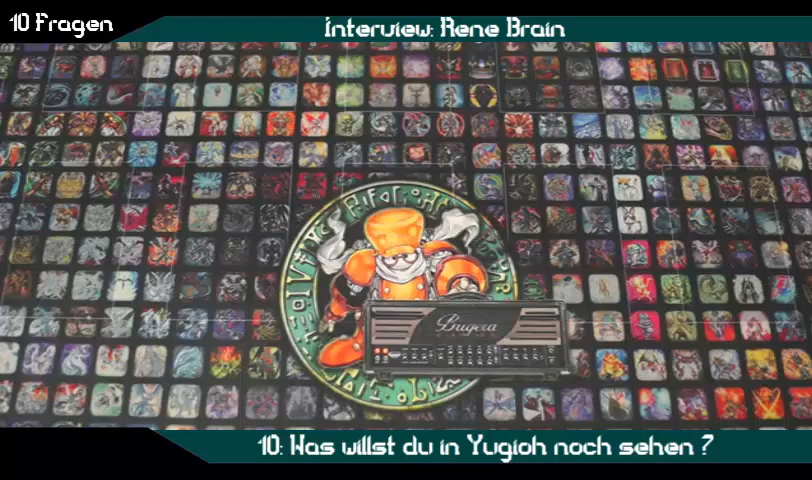 10 Fragen
Interview: Rene Brain
Bugera
10: Was willst du in Yugioh noch sehen ?